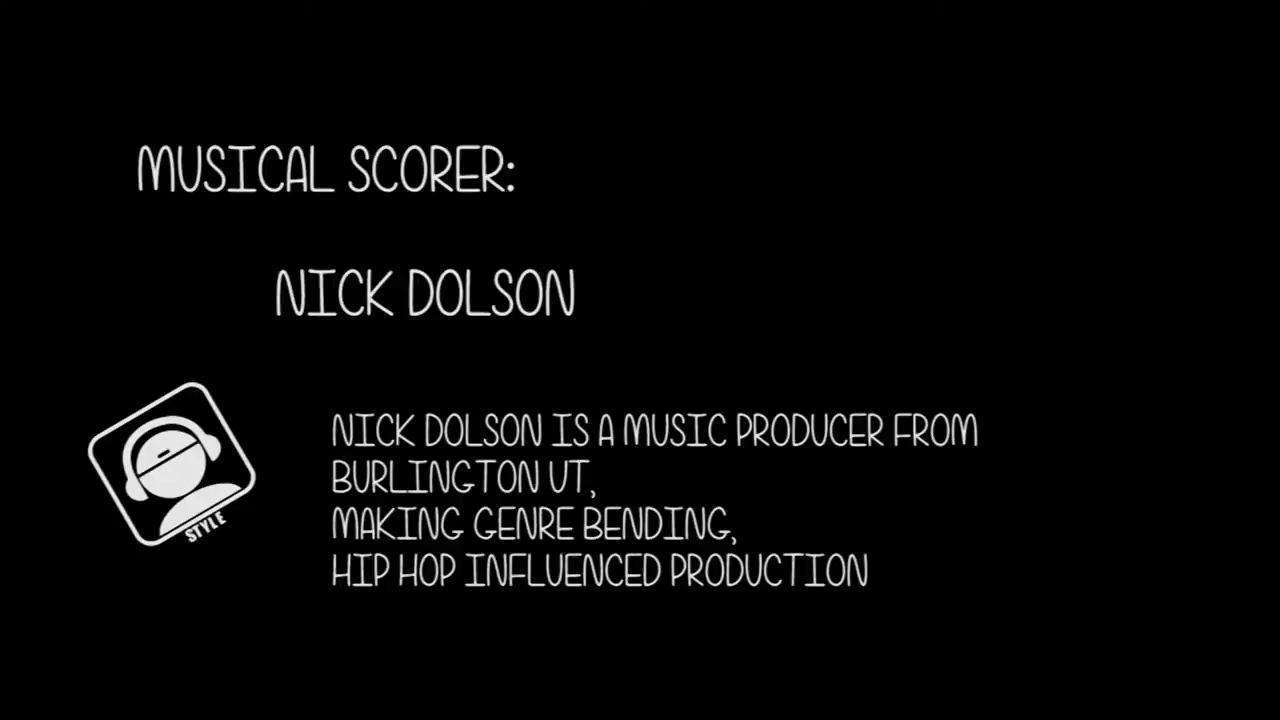 MUSICAL SCORER:
NICK DOLSON
NICK DOLSON IS A MUSIC PRODUCER FROM
BURLINGTON UT,
MAKING GENRE BENDING,
HIP HOP INFLUENCED PRODUCTION
STYLE